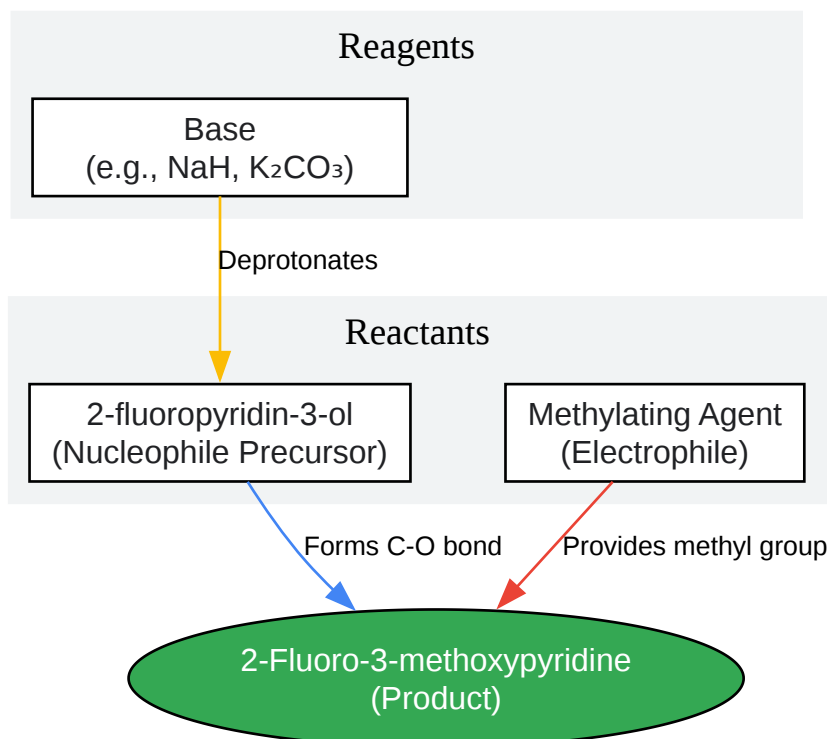 Reagents
Base
(e.g., NaH, K₂CO₃)
Deprotonates
Reactants
2-fluoropyridin-3-ol
(Nucleophile Precursor)
Methylating Agent
(Electrophile)
Forms C-O bond
Provides methyl group
2-Fluoro-3-methoxypyridine
(Product)